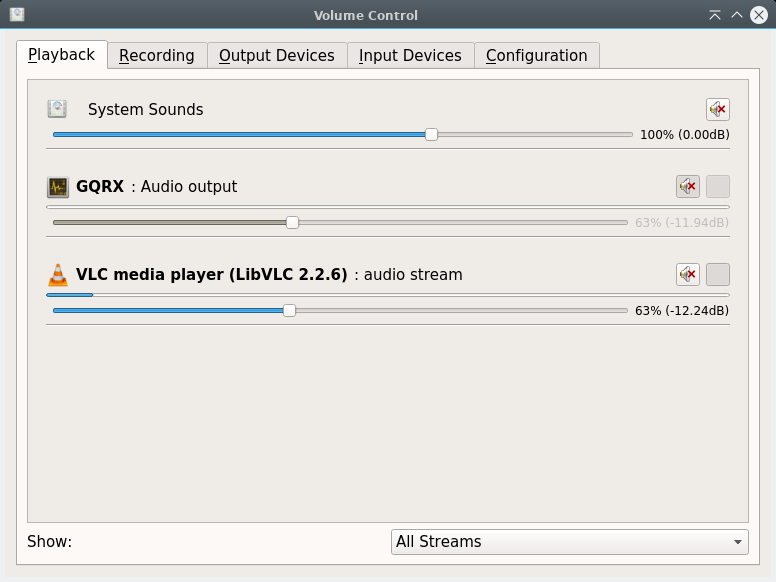 Volume Control
Playback Recording Output Devices Input Devices Configuration
System Sounds
100% (0.00dB)
GQRX : Audio output
63% (-11.94dB)
VLC media player (LibVLC 2.2.6) : audio stream
63% (-12.24dB)
Show: All Streams